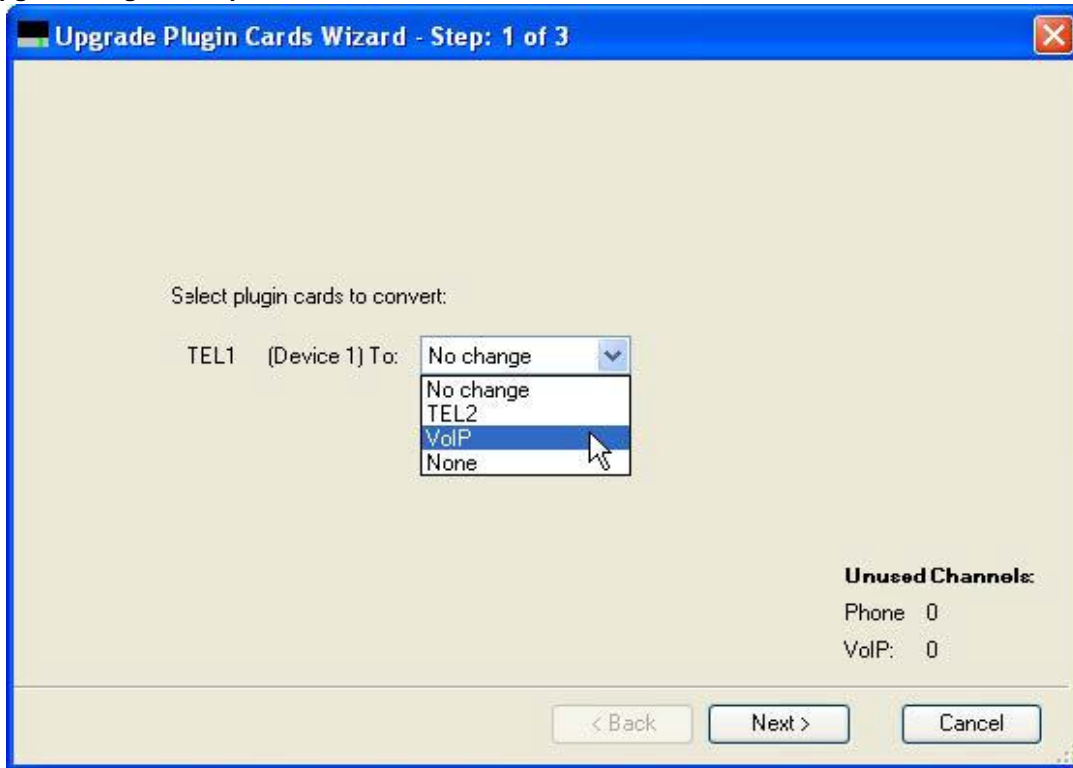 Upgrade Plugin Cards Wizard - Step: 1 of 3
Select plugin cards to convert:
TEL1 (Device 1) To: No change
No change
TEL2
VoIP
None
Unused Channels:
Phone 0
VoIP: 0
< Back Next > Cancel